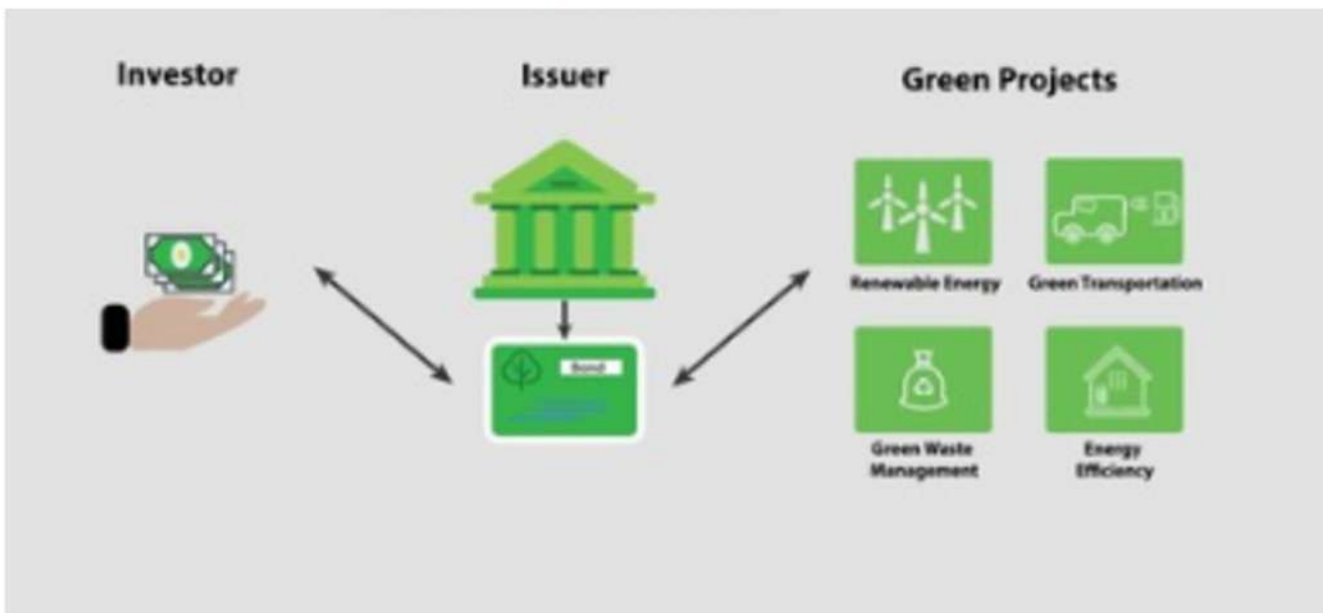 Investor
Issuer
Green Projects
Bond
Renewable Energy
Green Transportation
Green Waste
Management
Energy
Efficiency